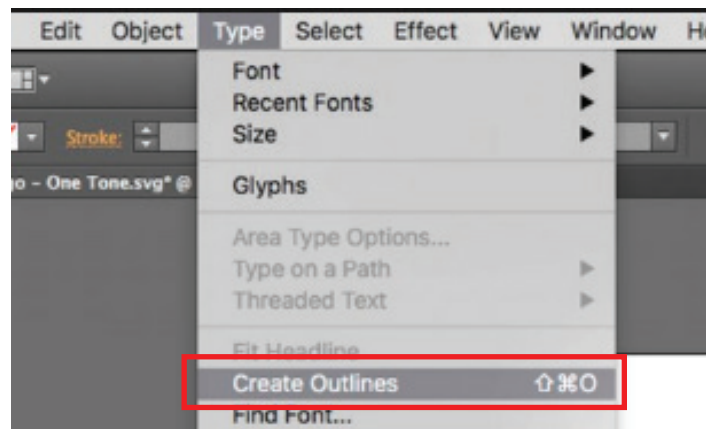 Edit Object Type Select Effect View Window H
Font ▶
Recent Fonts ▶
Stroke: Size ▶
o - One Tone.svg* @ Glyphs
Area Type Options...
Type on a Path ▶
Threaded Text ▶
Fit Headline
Create Outlines ⇧⌘O
Find Font...